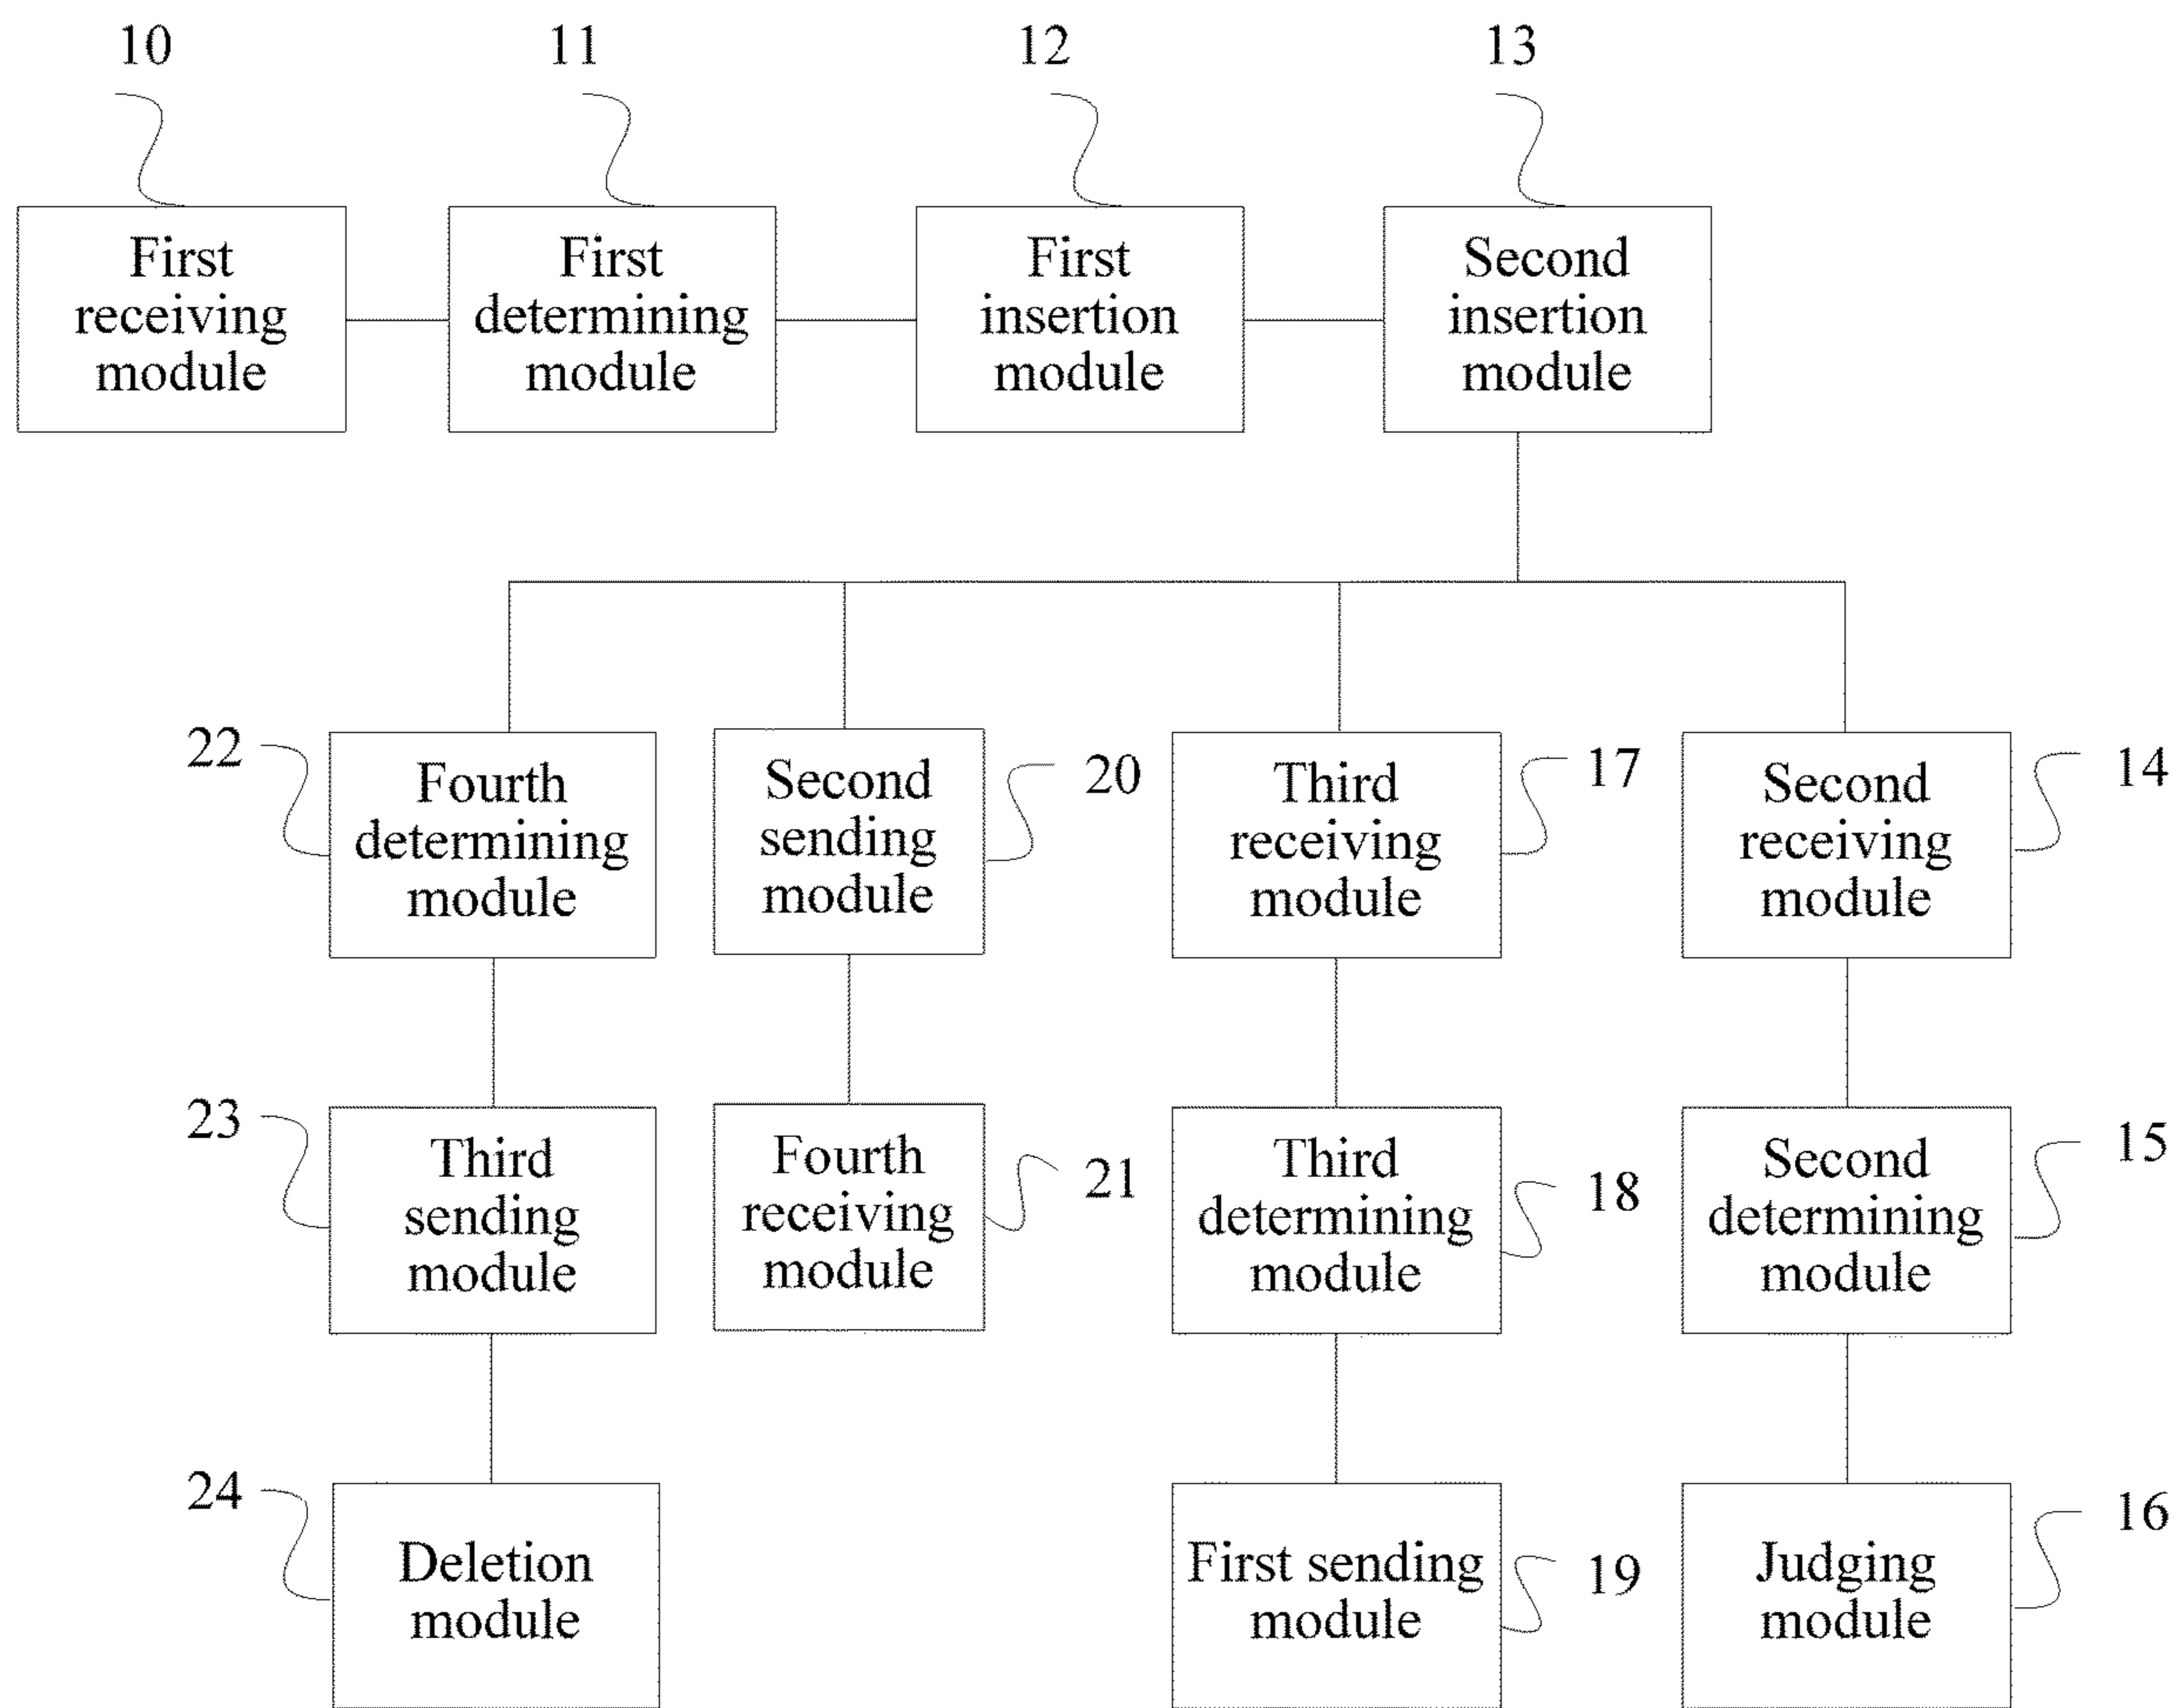 10
11
12
13
First
receiving
module
First
determining
module
First
insertion
module
Second
insertion
module
22
Fourth
determining
module
Second
sending
module
20
Third
receiving
module
17
Second
receiving
module
14
23
Third
sending
module
Fourth
receiving
module
21
Third
determining
module
18
Second
determining
module
15
24
Deletion
module
First sending
module
19
Judging
module
16